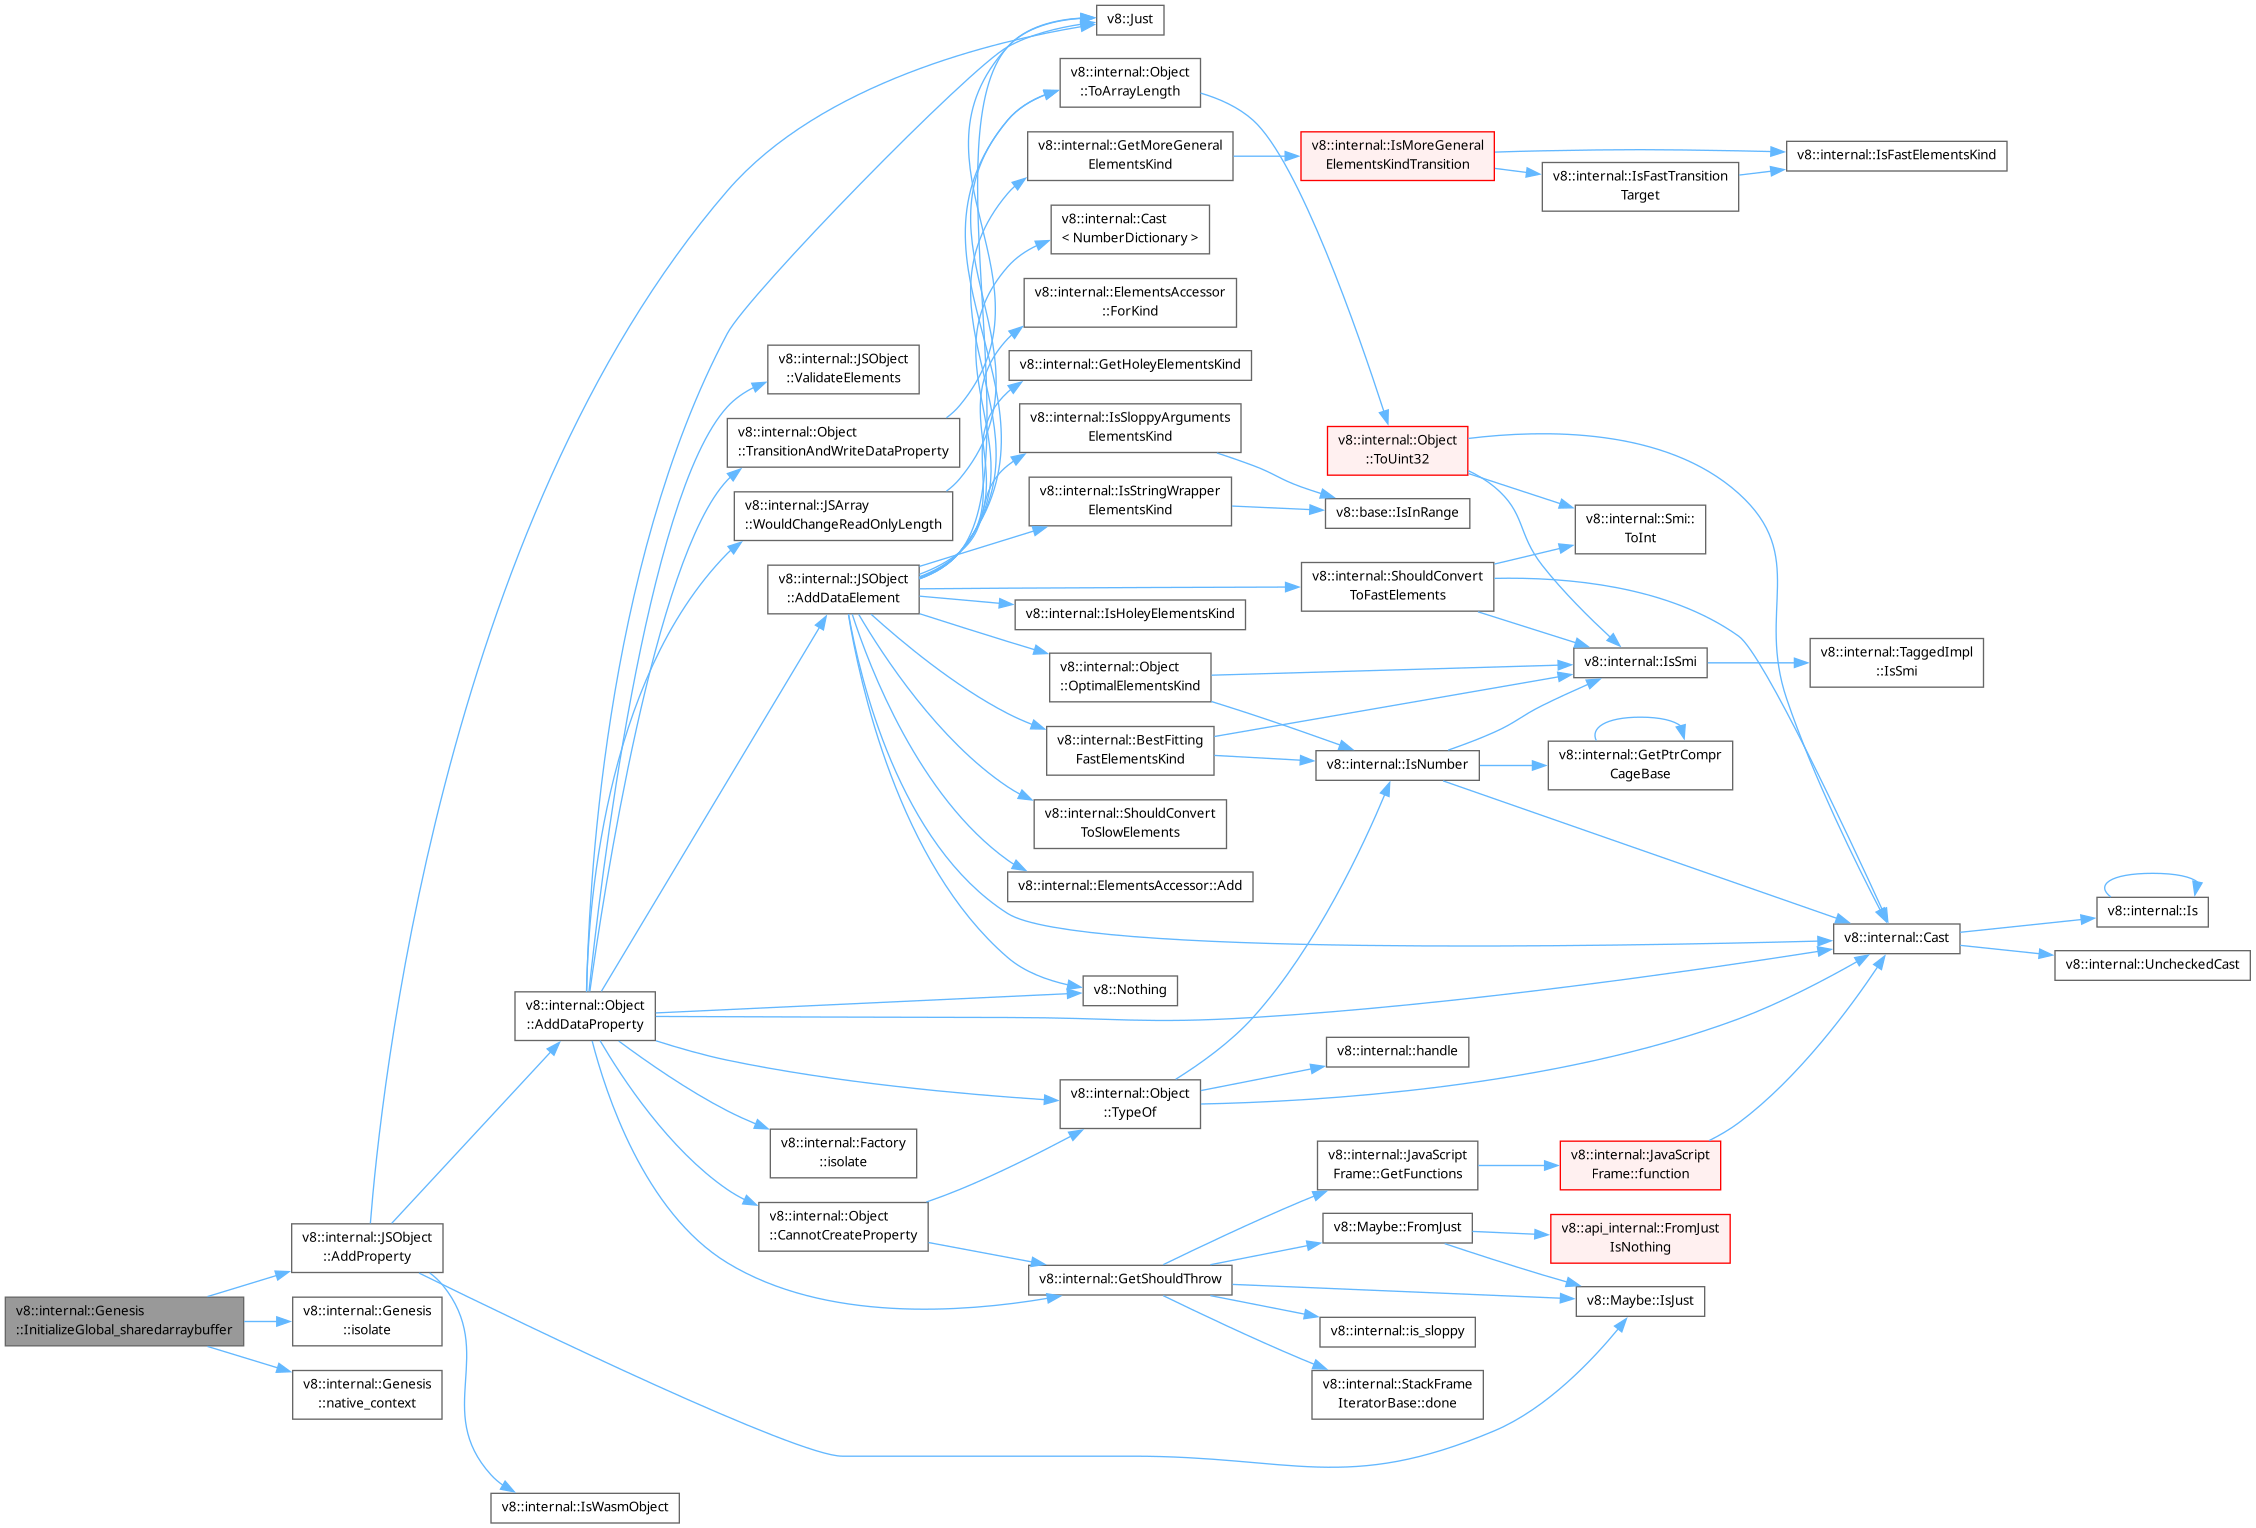 v8::Just
v8::internal::Object
::ToArrayLength
v8::internal::GetMoreGeneral
ElementsKind
v8::internal::IsMoreGeneral
ElementsKindTransition
v8::internal::IsFastElementsKind
v8::internal::IsFastTransition
Target
v8::internal::Cast
< NumberDictionary >
v8::internal::ElementsAccessor
::ForKind
v8::internal::JSObject
::ValidateElements
v8::internal::GetHoleyElementsKind
v8::internal::Object
::TransitionAndWriteDataProperty
v8::internal::IsSloppyArguments
ElementsKind
v8::internal::Object
::ToUint32
v8::internal::JSArray
::WouldChangeReadOnlyLength
v8::internal::IsStringWrapper
ElementsKind
v8::base::IsInRange
v8::internal::Smi::
ToInt
v8::internal::JSObject
::AddDataElement
v8::internal::ShouldConvert
ToFastElements
v8::internal::IsHoleyElementsKind
v8::internal::Object
::OptimalElementsKind
v8::internal::IsSmi
v8::internal::TaggedImpl
::IsSmi
v8::internal::BestFitting
FastElementsKind
v8::internal::IsNumber
v8::internal::GetPtrCompr
CageBase
v8::internal::ShouldConvert
ToSlowElements
v8::internal::ElementsAccessor::Add
v8::internal::Is
v8::internal::Cast
v8::internal::UncheckedCast
v8::Nothing
v8::internal::Object
::AddDataProperty
v8::internal::handle
v8::internal::Object
::TypeOf
v8::internal::Factory
::isolate
v8::internal::JavaScript
Frame::GetFunctions
v8::internal::JavaScript
Frame::function
v8::internal::Object
::CannotCreateProperty
v8::Maybe::FromJust
v8::api_internal::FromJust
IsNothing
v8::internal::JSObject
::AddProperty
v8::internal::GetShouldThrow
v8::Maybe::IsJust
v8::internal::Genesis
::InitializeGlobal_sharedarraybuffer
v8::internal::Genesis
::isolate
v8::internal::is_sloppy
v8::internal::Genesis
::native_context
v8::internal::StackFrame
IteratorBase::done
v8::internal::IsWasmObject